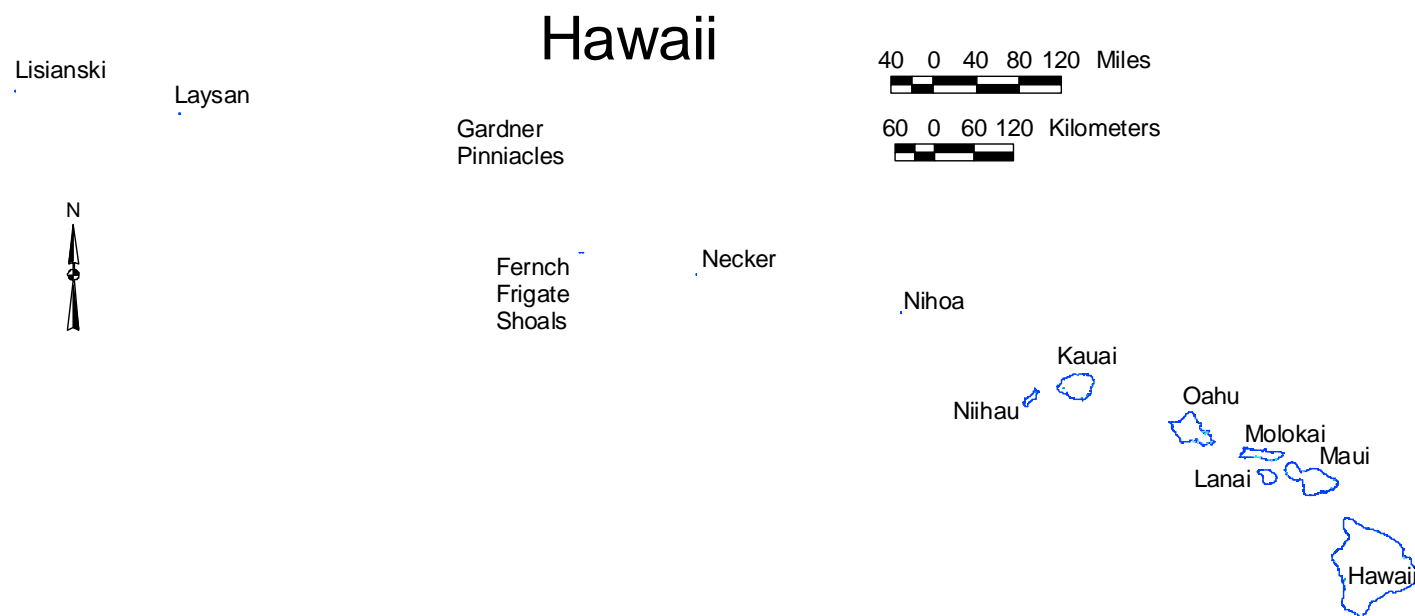 Hawaii
40 0 40 80 120 Miles
Lisianski
Laysan
60 0 60 120 Kilometers
Gardner
Pinniacles
N
Fernch
Frigate
Shoals
Necker
Nihoa
Kauai
Niihau
Oahu
Molokai
Maui
Lanai
Hawaii